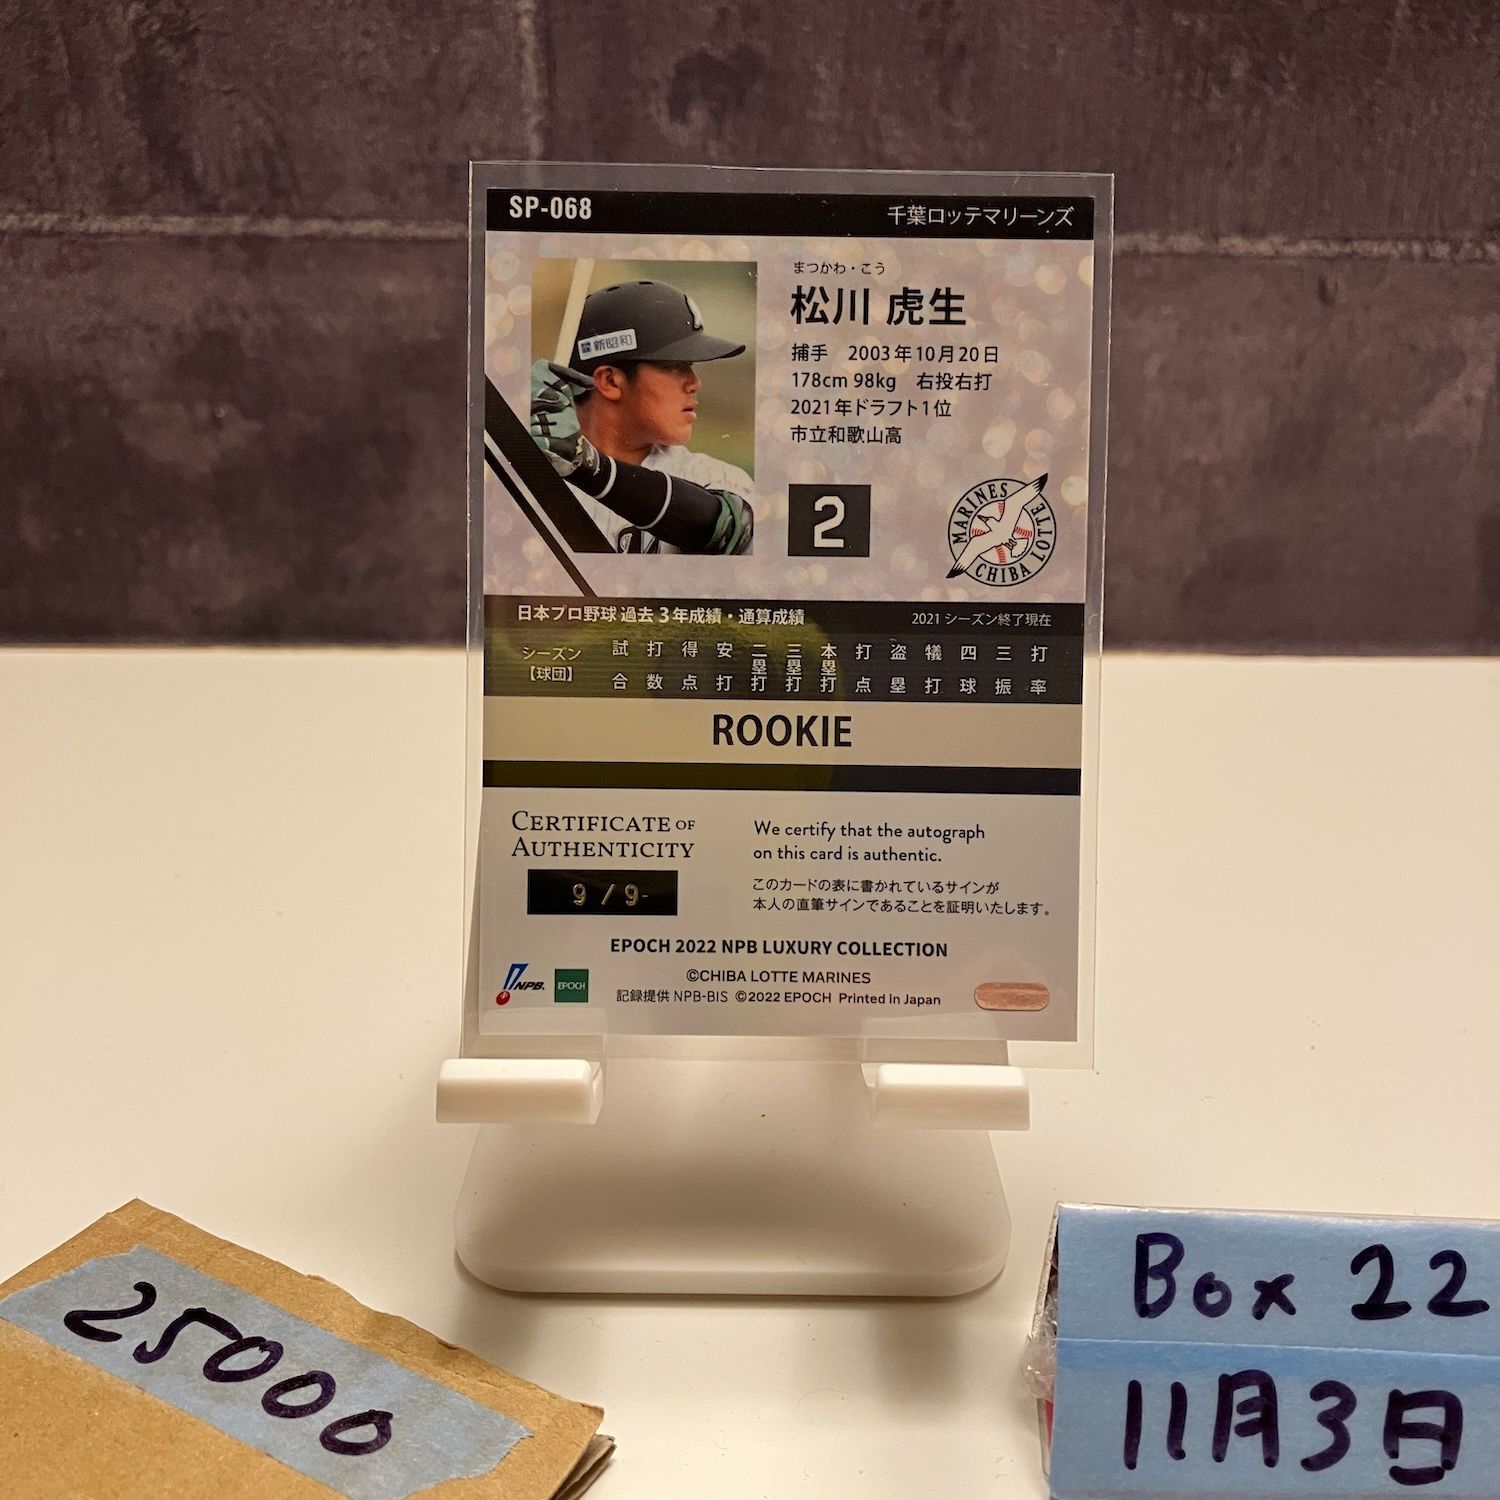 SP-068
千葉ロッテマリーンズ
新昭和
まつかわ・こう
松川 虎生
捕手 2003年10月20日
178cm 98kg 右投右打
2021年ドラフト1位
市立和歌山高
2
MARINES
CHIBA LOTTE
日本プロ野球 過去3年成績・通算成績
2021 シーズン終了現在
シーズン【球団】 試合 打数 得点 安打 二塁打 三塁打 本塁打 打点 盗塁 犠打 四球 三振 打率
ROOKIE
CERTIFICATE OF
AUTHENTICITY
9 / 9
We certify that the autograph
on this card is authentic.
このカードの表に書かれているサインが
本人の直筆サインであることを証明いたします。
EPOCH 2022 NPB LUXURY COLLECTION
©CHIBA LOTTE MARINES
記録提供 NPB-BIS ©2022 EPOCH Printed in Japan
NPB.
EPOCH
25000
Box 22
11月3日